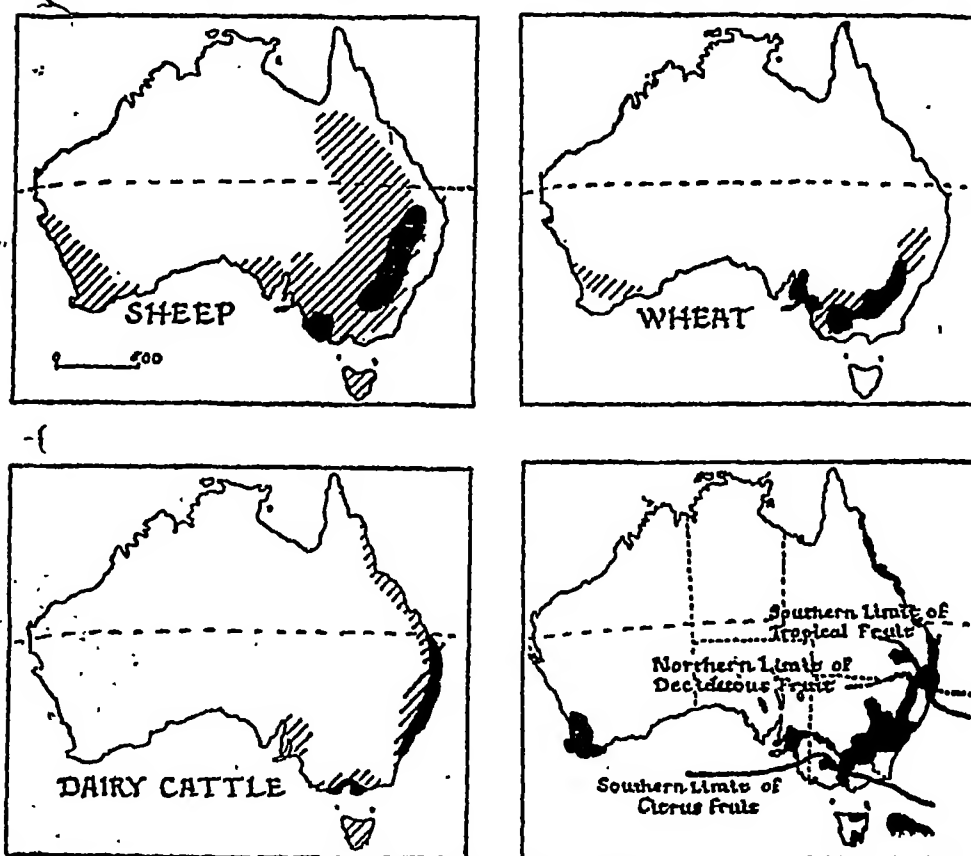 SHEEP
0 500
WHEAT
DAIRY CATTLE
Southern Limit of
Tropical Fruit
Northern Limit of
Deciduous Fruit
Southern Limit of
Citrus Fruit